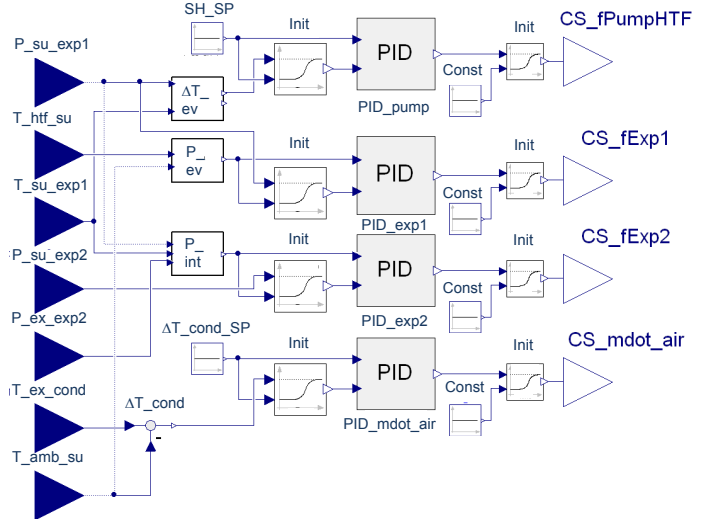 SH_SP
Init
CS_fPumpHTF
P_su_exp1
PID
Init
Const
ΔT_
ev
PID_pump
T_htf_su
CS_fExp1
P_
ev
Init
PID
Init
T_su_exp1
Const
PID_exp1
CS_fExp2
P_su_exp2
P_
int
Init
PID
Init
Const
P_ex_exp2
PID_exp2
ΔT_cond_SP
CS_mdot_air
Init
PID
Init
T_ex_cond
Const
ΔT_cond
-
PID_mdot_air
T_amb_su